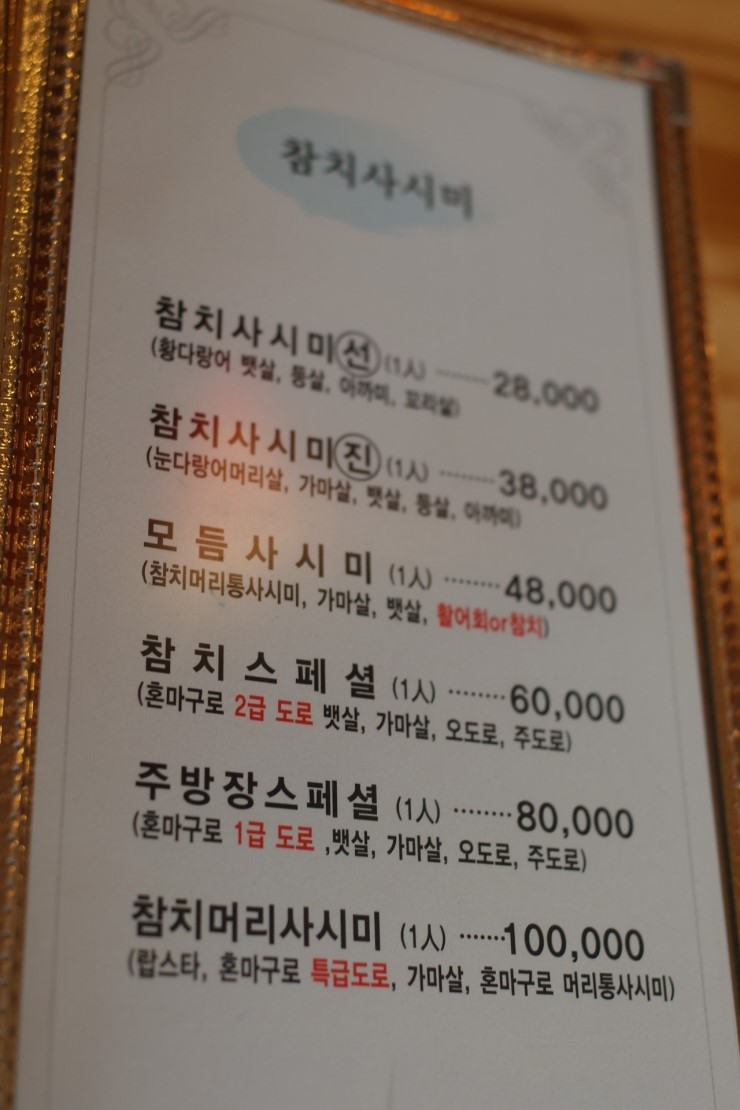 참치사시미
참치사시미선(1人) ········ 28,000
(황다랑어 뱃살, 등살, 아까미, 꼬리살)
참치사시미진(1人) ········ 38,000
(눈다랑어머리살, 가마살, 뱃살, 등살, 아까미)
모듬사시미 (1人) ········ 48,000
(참치머리통사시미, 가마살, 뱃살, 활어회or참치)
참치스페셜 (1人) ········ 60,000
(혼마구로 2급 도로 뱃살, 가마살, 오도로, 주도로)
주방장스페셜 (1人) ········ 80,000
(혼마구로 1급 도로 ,뱃살, 가마살, 오도로, 주도로)
참치머리사시미 (1人) ·······100,000
(랍스타, 혼마구로 특급도로, 가마살, 혼마구로 머리통사시미)